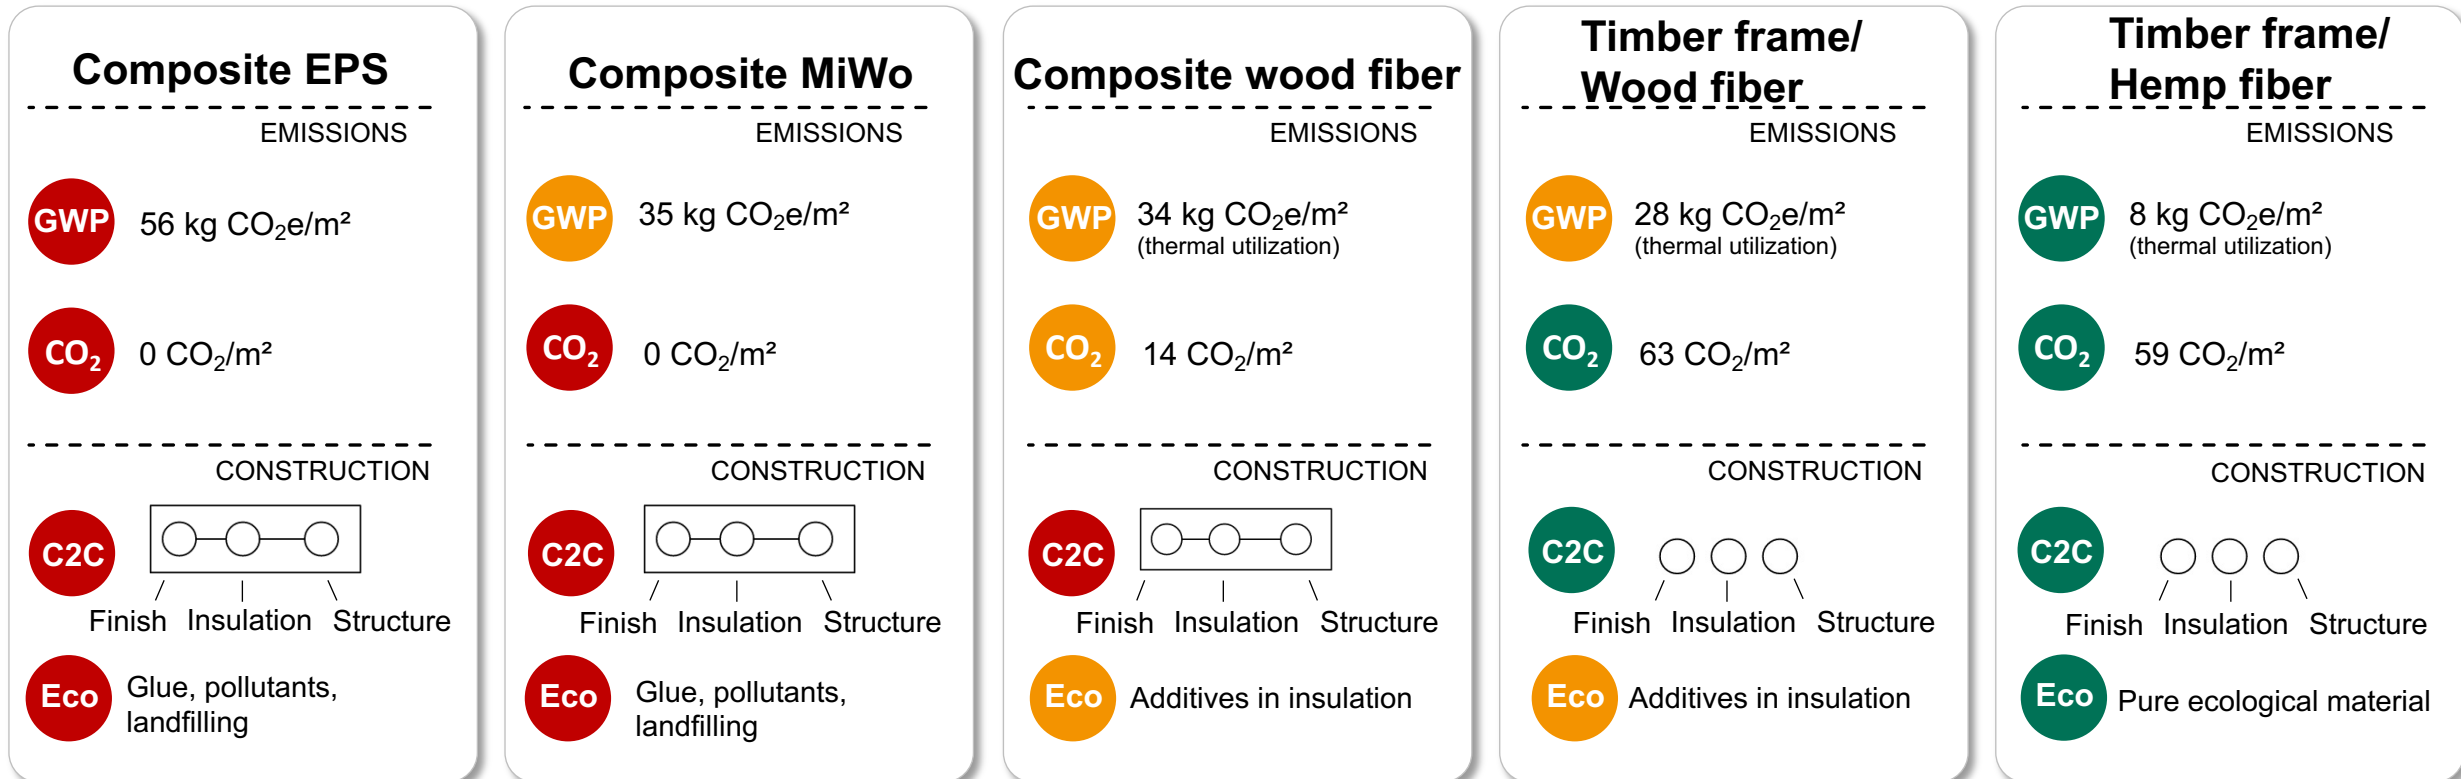 Composite EPS
EMISSIONS
GWP
56 kg CO₂e/m²
CO₂
0 CO₂/m²
CONSTRUCTION
C2C
Finish Insulation Structure
Eco
Glue, pollutants,
landfilling
Composite MiWo
EMISSIONS
GWP
35 kg CO₂e/m²
CO₂
0 CO₂/m²
CONSTRUCTION
C2C
Finish Insulation Structure
Eco
Glue, pollutants,
landfilling
Composite wood fiber
EMISSIONS
GWP
34 kg CO₂e/m²
(thermal utilization)
CO₂
14 CO₂/m²
CONSTRUCTION
C2C
Finish Insulation Structure
Eco
Additives in insulation
Timber frame/
Wood fiber
EMISSIONS
GWP
28 kg CO₂e/m²
(thermal utilization)
CO₂
63 CO₂/m²
CONSTRUCTION
C2C
Finish Insulation Structure
Eco
Additives in insulation
Timber frame/
Hemp fiber
EMISSIONS
GWP
8 kg CO₂e/m²
(thermal utilization)
CO₂
59 CO₂/m²
CONSTRUCTION
C2C
Finish Insulation Structure
Eco
Pure ecological material